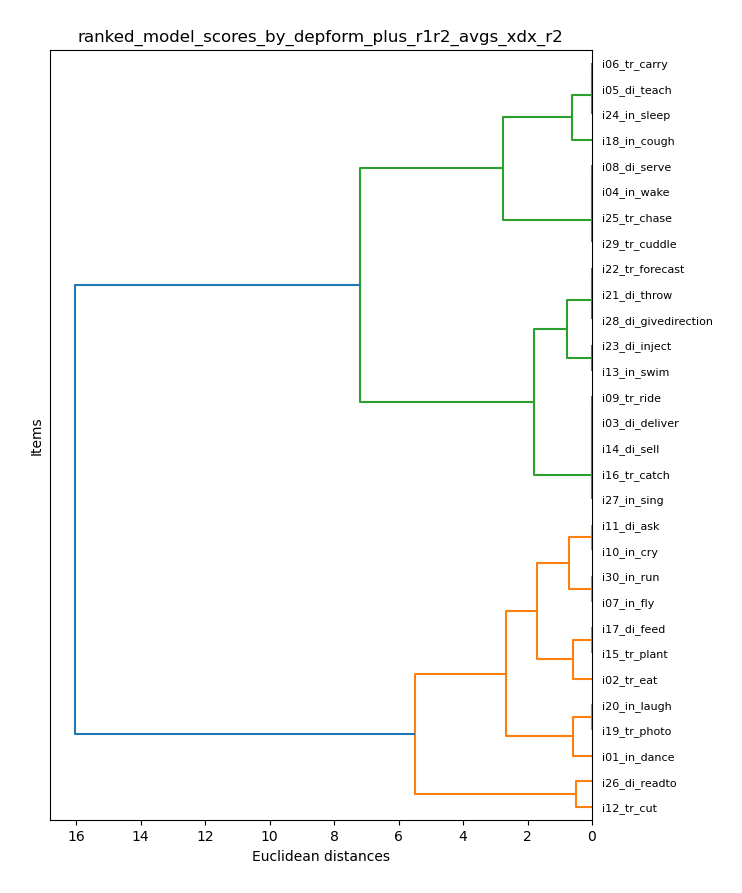 ranked_model_scores_by_depform_plus_r1r2_avgs_xdx_r2
i06_tr_carry
i05_di_teach
i24_in_sleep
i18_in_cough
i08_di_serve
i04_in_wake
i25_tr_chase
i29_tr_cuddle
i22_tr_forecast
i21_di_throw
i28_di_givedirection
i23_di_inject
i13_in_swim
i09_tr_ride
i03_di_deliver
i14_di_sell
i16_tr_catch
i27_in_sing
i11_di_ask
i10_in_cry
i30_in_run
i07_in_fly
i17_di_feed
i15_tr_plant
i02_tr_eat
i20_in_laugh
i19_tr_photo
i01_in_dance
i26_di_readto
i12_tr_cut
Items
16 14 12 10 8 6 4 2 0
Euclidean distances